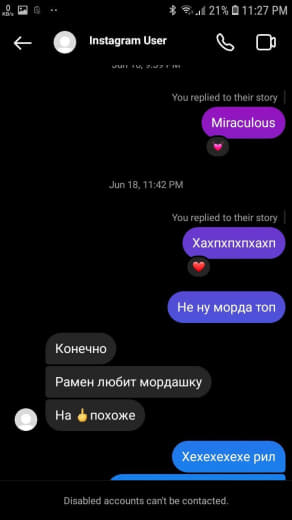 0
KB/s
21% 11:27 PM
Instagram User
Jun 16, 9:59 PM
You replied to their story
Miraculous
Jun 18, 11:42 PM
You replied to their story
Хахпхпхпхахп
Не ну морда топ
Конечно
Рамен любит мордашку
На 🖕похоже
Хехехехехе рил
Disabled accounts can't be contacted.